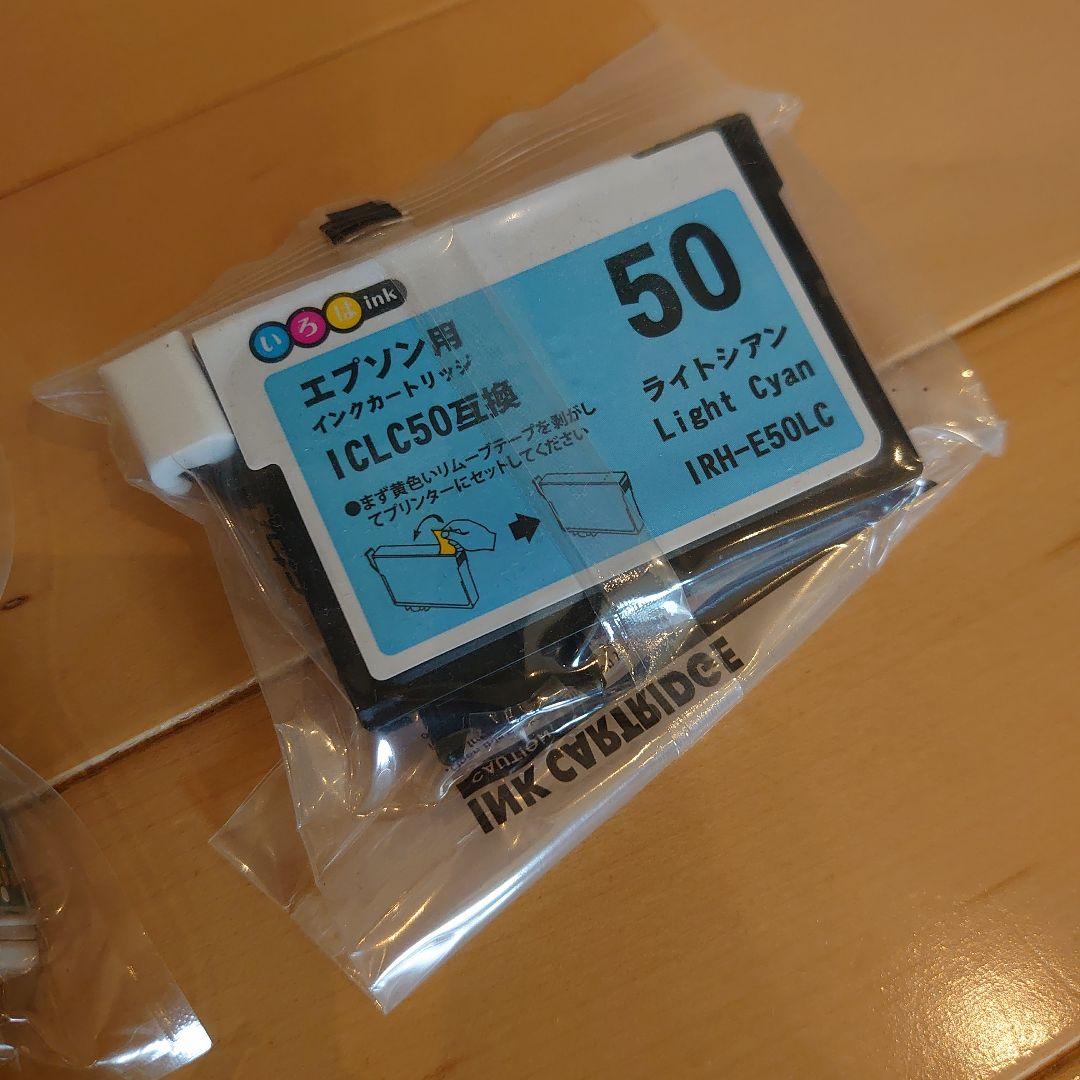 いろはink
エプソン用
インクカートリッジ
ICLC50互換
●まず黄色いリムーブテープを剥がし
てプリンターにセットしてください
50
ライトシアン
Light Cyan
IRH-E50LC
INK CARTRIDGE
CAUTION